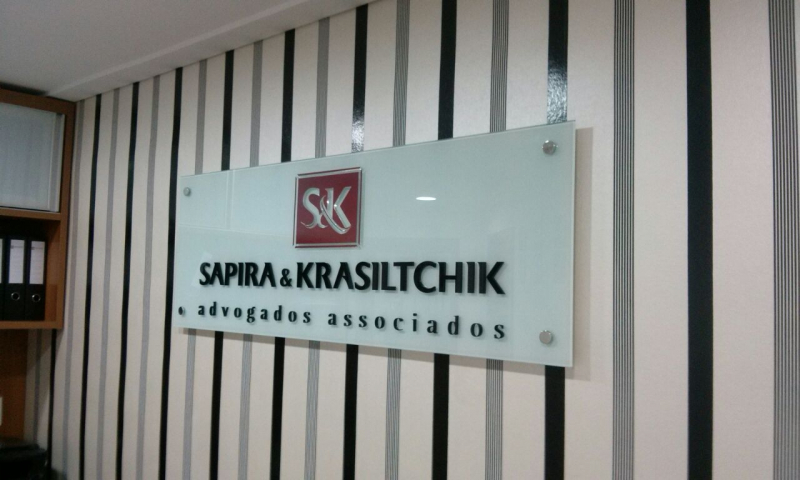 S&K
SAPIRA & KRASILTCHIK
advogados associados